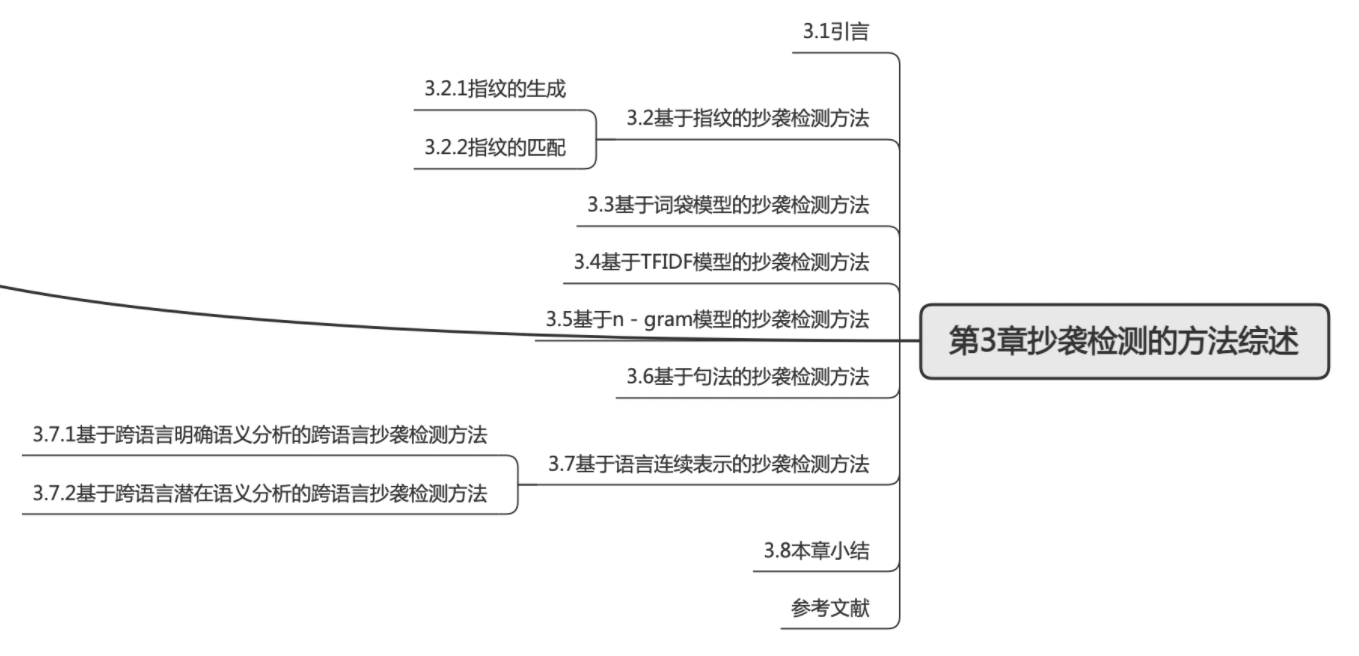 第3章抄袭检测的方法综述
3.1引言
3.2基于指纹的抄袭检测方法
3.2.1指纹的生成
3.2.2指纹的匹配
3.3基于词袋模型的抄袭检测方法
3.4基于TFIDF模型的抄袭检测方法
3.5基于n - gram模型的抄袭检测方法
3.6基于句法的抄袭检测方法
3.7基于语言连续表示的抄袭检测方法
3.7.1基于跨语言明确语义分析的跨语言抄袭检测方法
3.7.2基于跨语言潜在语义分析的跨语言抄袭检测方法
3.8本章小结
参考文献